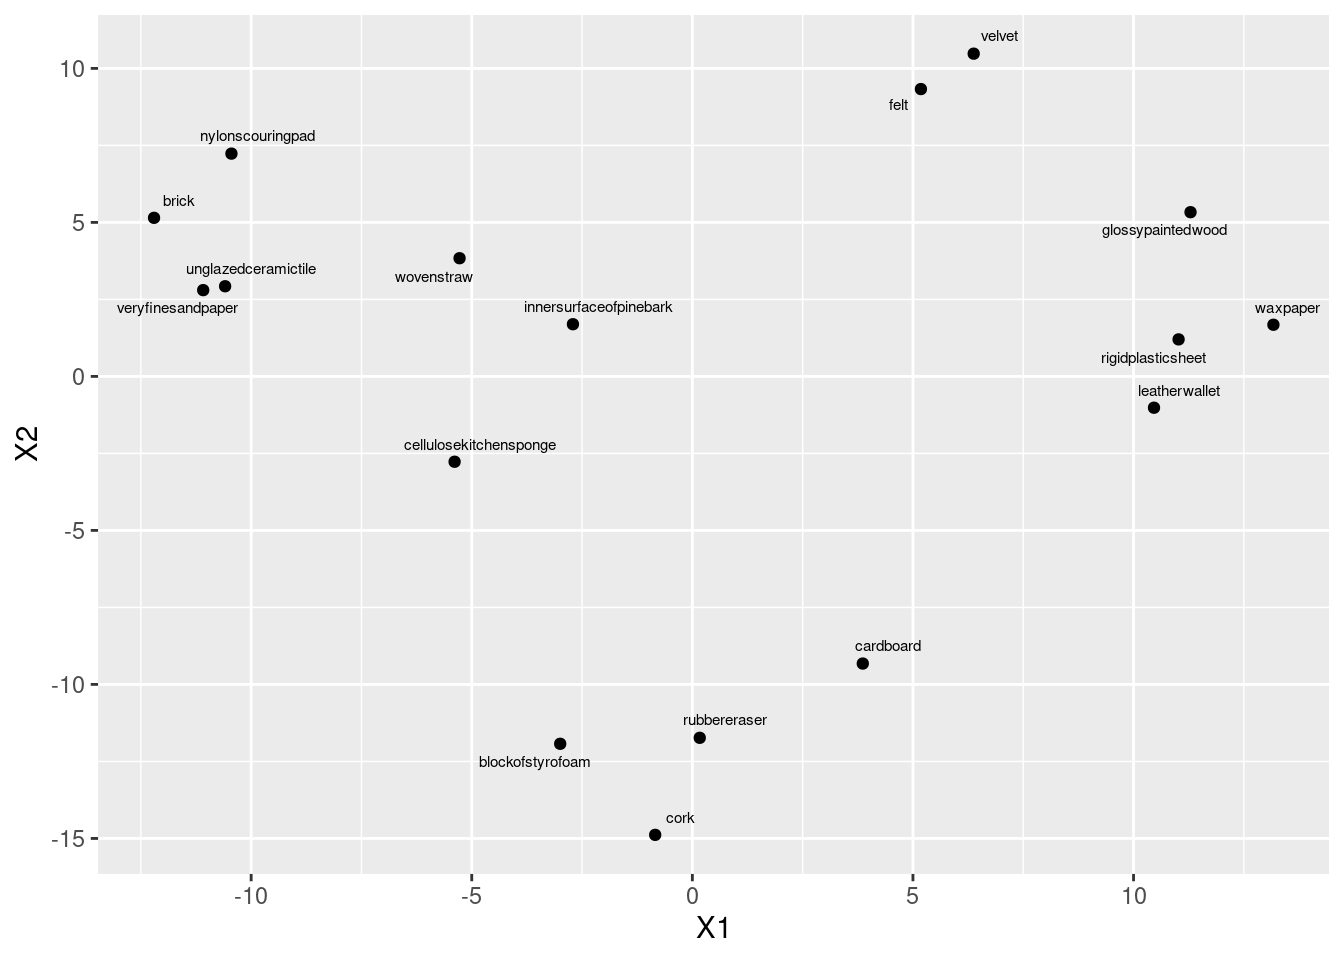 velvet
10
felt
nylonscouringpad
brick
5
glossypaintedwood
unglazedceramictile
wovenstraw
veryfinesandpaper
innersurfaceofpinebark
waxpaper
rigidplasticsheet
0
leatherwallet
X2
cellulosekitchensponge
-5
cardboard
-10
rubbereraser
blockofstyrofoam
cork
-15
-10 -5 0 5 10
X1